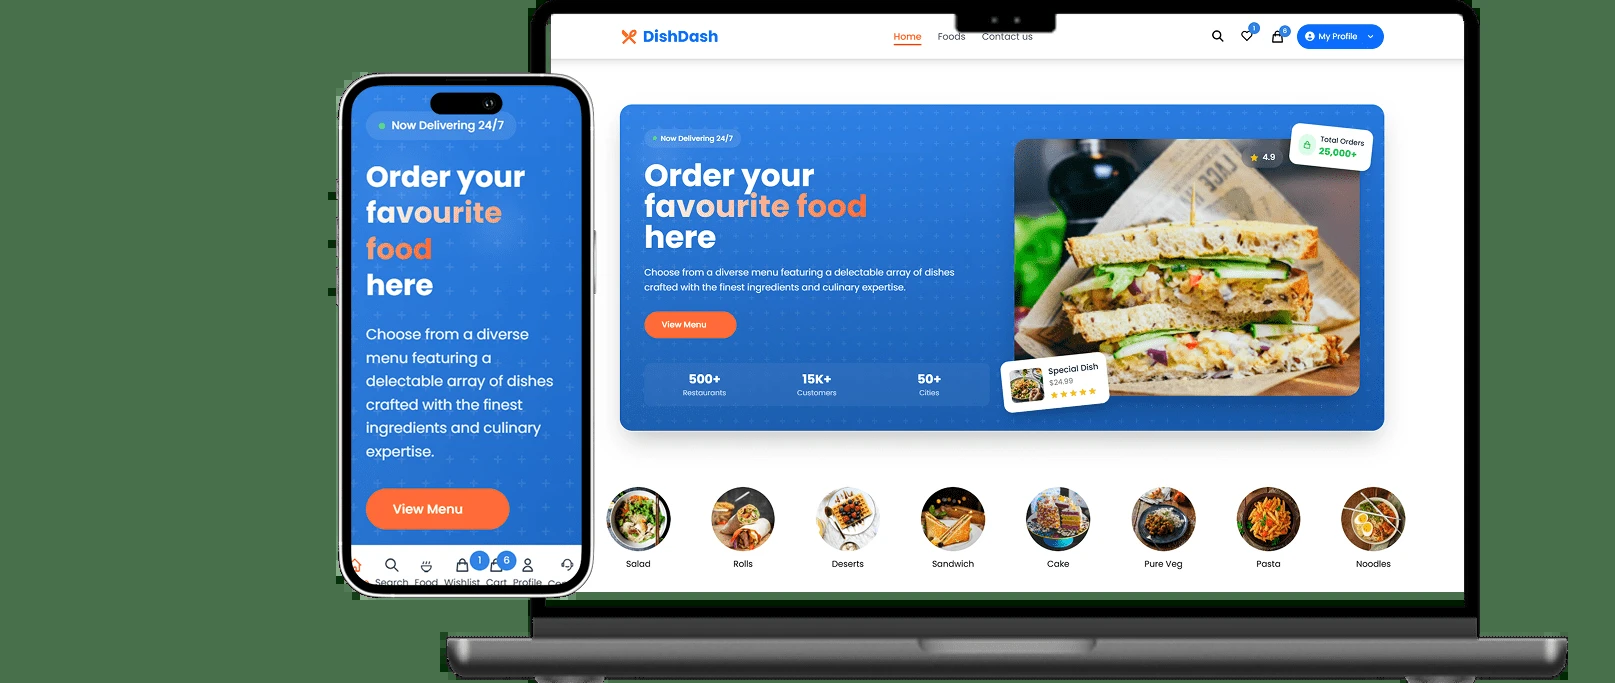 Now Delivering 24/7
Order your
favourite
food
here
Choose from a diverse
menu featuring a
delectable array of dishes
crafted with the finest
ingredients and culinary
expertise.
View Menu
1
6
Search Food Wishlist Cart Profile
DishDash
Home Foods Contact us
1
6
My Profile
Now Delivering 24/7
Order your
favourite food
here
Choose from a diverse menu featuring a delectable array of dishes
crafted with the finest ingredients and culinary expertise.
View Menu
500+ 15K+ 50+
Restaurants Customers Cities
4.9
Total Orders
25,000+
Special Dish
$24.99
Salad Rolls Deserts Sandwich Cake Pure Veg Pasta Noodles